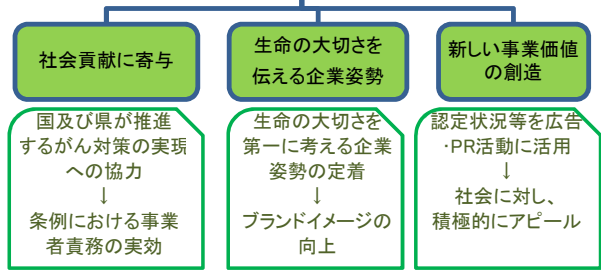 社会貢献に寄与
生命の大切さを
伝える企業姿勢
新しい事業価値
の創造
国及び県が推進
するがん対策の実現
への協力
↓
条例における事業
者責務の実効
生命の大切さを
第一に考える企業
姿勢の定着
↓
ブランドイメージの
向上
認定状況等を広告
・PR活動に活用
↓
社会に対し、
積極的にアピール